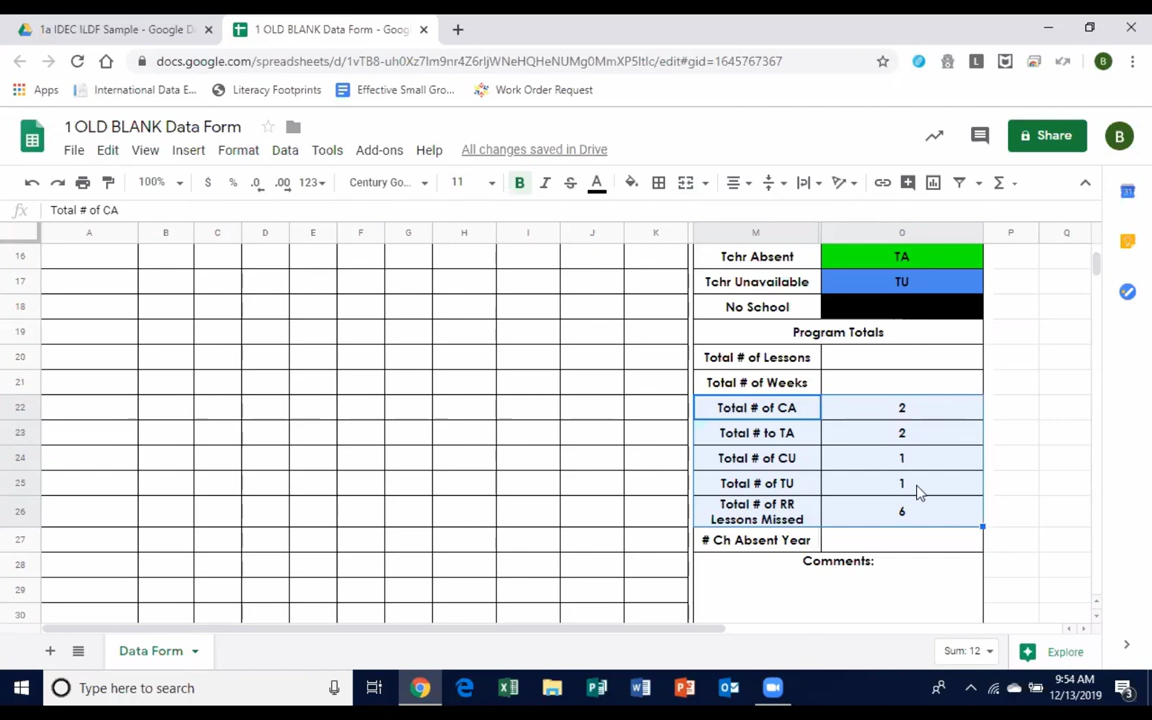 1a IDEC ILDF Sample - Google D
1 OLD BLANK Data Form - Goog
docs.google.com/spreadsheets/d/1vTB8-uh0Xz7lm9nr4Z6rljWNeHQHeNUMg0MmXP5ltlc/edit#gid=1645767367
Apps International Data E... Literacy Footprints Effective Small Gro... Work Order Request
1 OLD BLANK Data Form
File Edit View Insert Format Data Tools Add-ons Help All changes saved in Drive
Share
B
100% $ % .0 .00 123 Century Go... 11 B I S A
fx Total # of CA
A B C D E F G H I J K M O P Q
16 Tchr Absent TA
17 Tchr Unavailable TU
18 No School
19 Program Totals
20 Total # of Lessons
21 Total # of Weeks
22 Total # of CA 2
23 Total # to TA 2
24 Total # of CU 1
25 Total # of TU 1
26 Total # of RR Lessons Missed 6
27 # Ch Absent Year
28 Comments:
29
30
Data Form Sum: 12 Explore
Type here to search
9:54 AM
12/13/2019
3